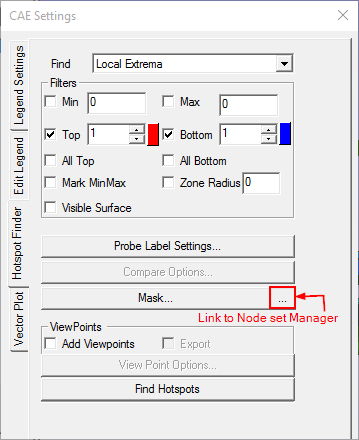 CAE Settings
Legend Settings
Edit Legend
Hotspot Finder
Vector Plot
Find Local Extrema
Filters
Min 0 Max 0
Top 1 Bottom 1
All Top All Bottom
Mark MinMax Zone Radius 0
Visible Surface
Probe Label Settings...
Compare Options...
Mask... ...
Link to Node set Manager
ViewPoints
Add Viewpoints Export
View Point Options...
Find Hotspots